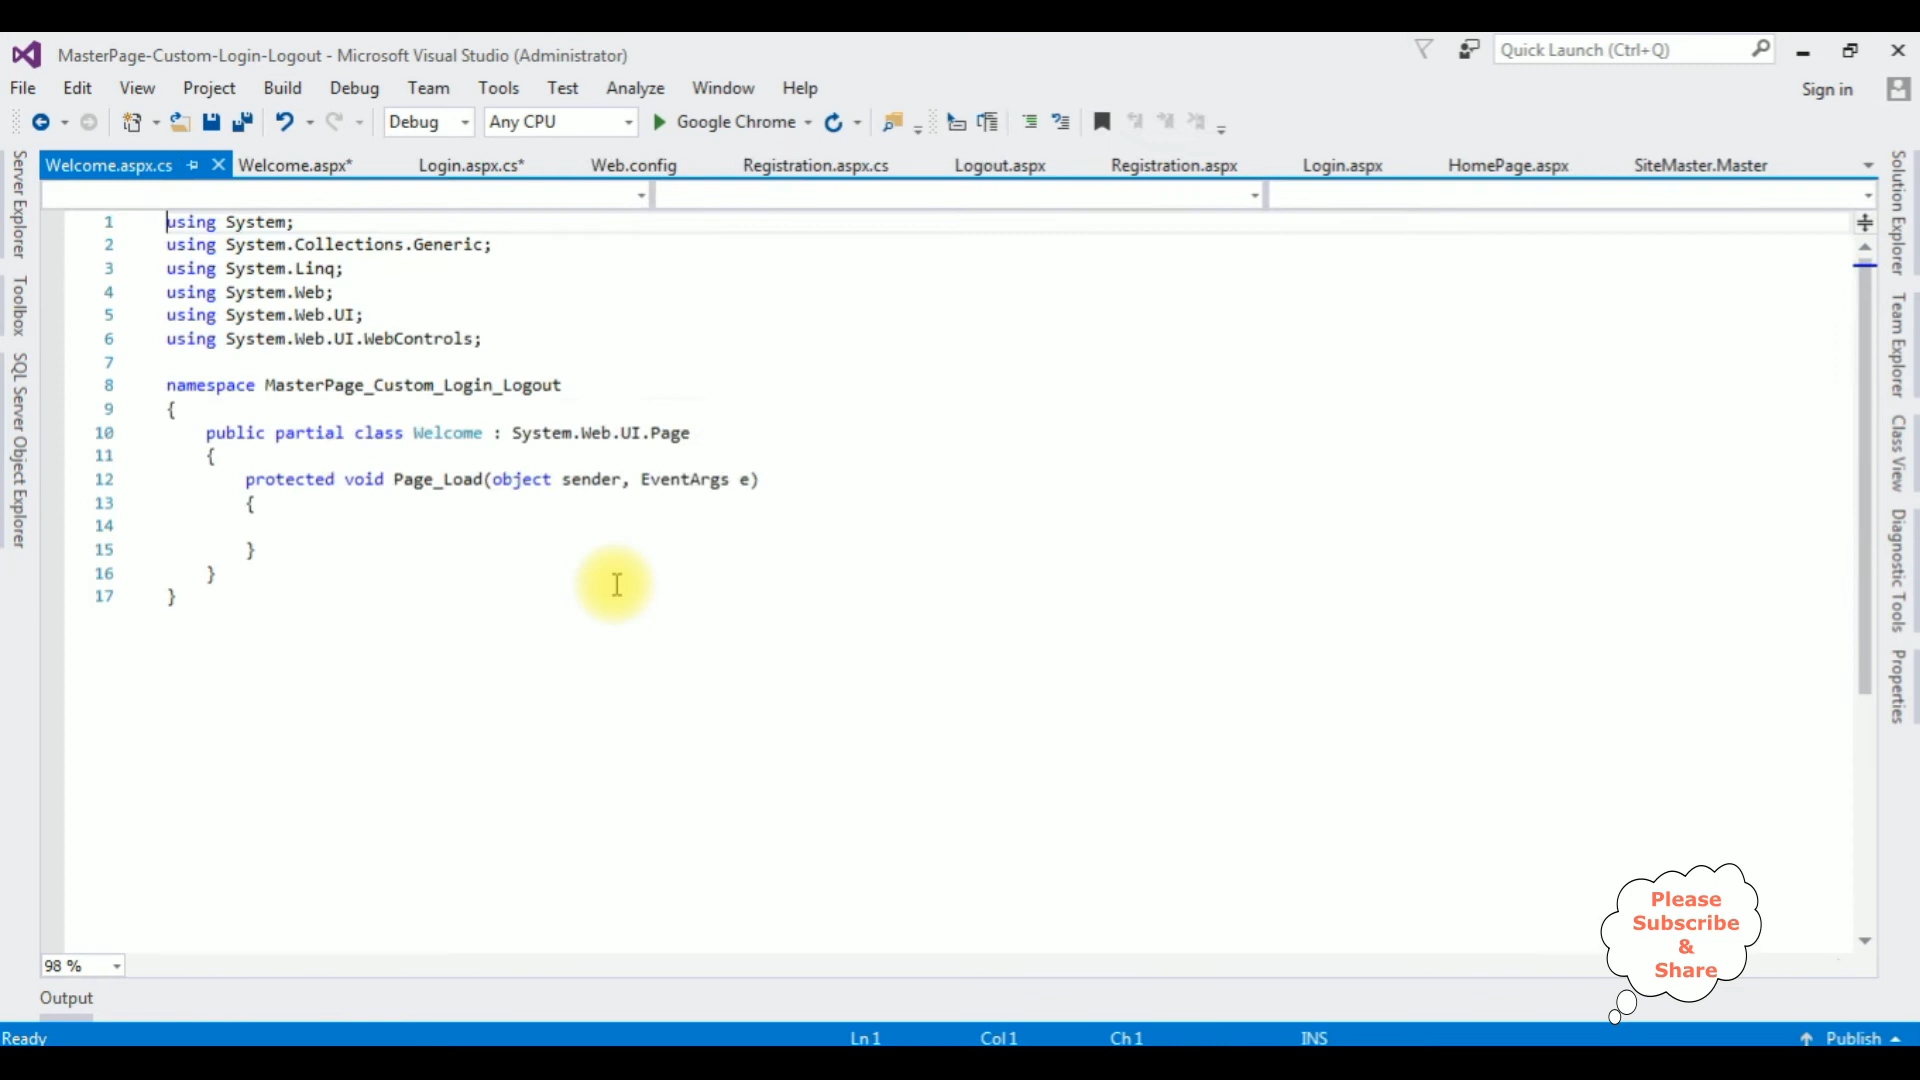 MasterPage-Custom-Login-Logout - Microsoft Visual Studio (Administrator)
Quick Launch (Ctrl+Q)
File Edit View Project Build Debug Team Tools Test Analyze Window Help
Sign in
Debug Any CPU Google Chrome
Welcome.aspx.cs Welcome.aspx* Login.aspx.cs* Web.config Registration.aspx.cs Logout.aspx Registration.aspx Login.aspx HomePage.aspx SiteMaster.Master
1 using System;
2 using System.Collections.Generic;
3 using System.Linq;
4 using System.Web;
5 using System.Web.UI;
6 using System.Web.UI.WebControls;
7
8 namespace MasterPage_Custom_Login_Logout
9 {
10 public partial class Welcome : System.Web.UI.Page
11 {
12 protected void Page_Load(object sender, EventArgs e)
13 {
14
15 }
16 }
17 }
Server Explorer
Toolbox
SQL Server Object Explorer
Solution Explorer
Team Explorer
Class View
Diagnostic Tools
Properties
Please
Subscribe
&
Share
98 %
Output
Ready Ln 1 Col 1 Ch 1 INS Publish